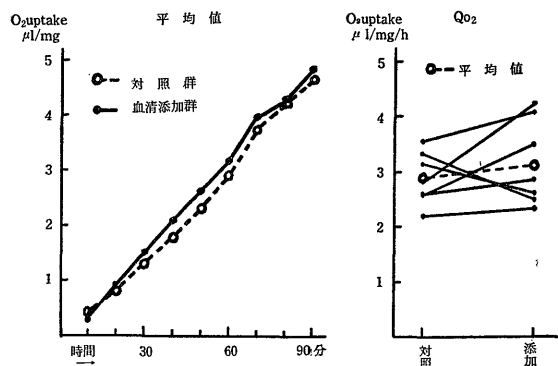 O₂uptake 平均値
μl/mg
5
対照群
血清添加群
4
3
2
1
時間 30 60 90分
→
O₂uptake Qo₂
μl/mg/h
5
平均値
4
3
2
1
対照 添加